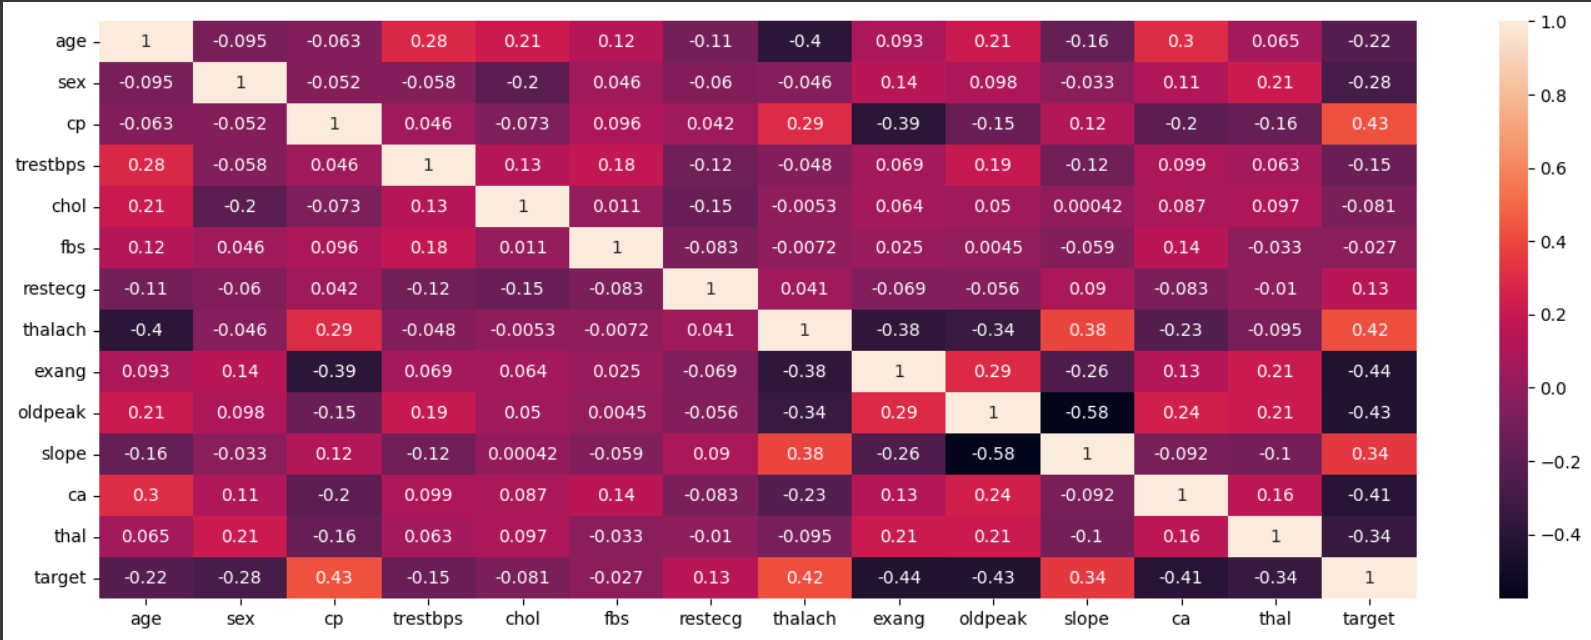 age 1 -0.095 -0.063 0.28 0.21 0.12 -0.11 -0.4 0.093 0.21 -0.16 0.3 0.065 -0.22
sex -0.095 1 -0.052 -0.058 -0.2 0.046 -0.06 -0.046 0.14 0.098 -0.033 0.11 0.21 -0.28
cp -0.063 -0.052 1 0.046 -0.073 0.096 0.042 0.29 -0.39 -0.15 0.12 -0.2 -0.16 0.43
trestbps 0.28 -0.058 0.046 1 0.13 0.18 -0.12 -0.048 0.069 0.19 -0.12 0.099 0.063 -0.15
chol 0.21 -0.2 -0.073 0.13 1 0.011 -0.15 -0.0053 0.064 0.05 0.00042 0.087 0.097 -0.081
fbs 0.12 0.046 0.096 0.18 0.011 1 -0.083 -0.0072 0.025 0.0045 -0.059 0.14 -0.033 -0.027
restecg -0.11 -0.06 0.042 -0.12 -0.15 -0.083 1 0.041 -0.069 -0.056 0.09 -0.083 -0.01 0.13
thalach -0.4 -0.046 0.29 -0.048 -0.0053 -0.0072 0.041 1 -0.38 -0.34 0.38 -0.23 -0.095 0.42
exang 0.093 0.14 -0.39 0.069 0.064 0.025 -0.069 -0.38 1 0.29 -0.26 0.13 0.21 -0.44
oldpeak 0.21 0.098 -0.15 0.19 0.05 0.0045 -0.056 -0.34 0.29 1 -0.58 0.24 0.21 -0.43
slope -0.16 -0.033 0.12 -0.12 0.00042 -0.059 0.09 0.38 -0.26 -0.58 1 -0.092 -0.1 0.34
ca 0.3 0.11 -0.2 0.099 0.087 0.14 -0.083 -0.23 0.13 0.24 -0.092 1 0.16 -0.41
thal 0.065 0.21 -0.16 0.063 0.097 -0.033 -0.01 -0.095 0.21 0.21 -0.1 0.16 1 -0.34
target -0.22 -0.28 0.43 -0.15 -0.081 -0.027 0.13 0.42 -0.44 -0.43 0.34 -0.41 -0.34 1
age sex cp trestbps chol fbs restecg thalach exang oldpeak slope ca thal target
1.0
0.8
0.6
0.4
0.2
0.0
−0.2
−0.4